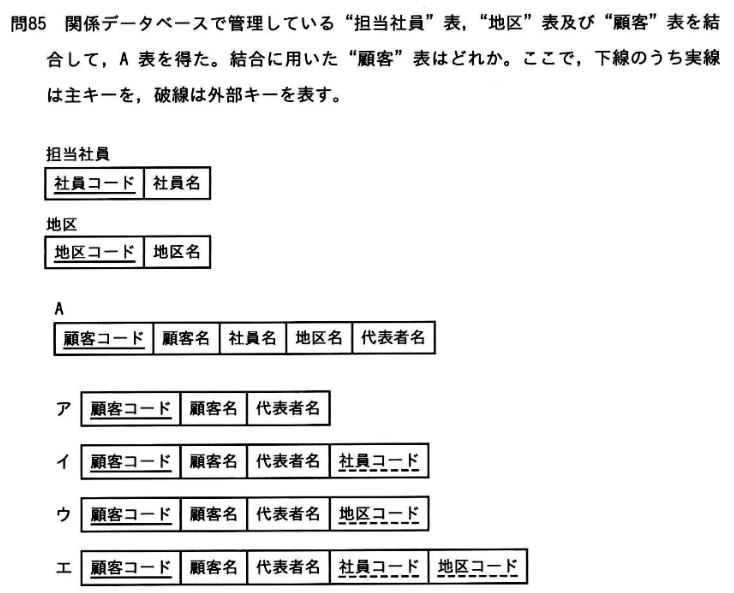 問85 関係データベースで管理している“担当社員”表，“地区”表及び“顧客”表を結
合して，A 表を得た。結合に用いた“顧客”表はどれか。ここで，下線のうち実線
は主キーを，破線は外部キーを表す。
担当社員
社員コード 社員名
地区
地区コード 地区名
A
顧客コード 顧客名 社員名 地区名 代表者名
ア 顧客コード 顧客名 代表者名
イ 顧客コード 顧客名 代表者名 社員コード
ウ 顧客コード 顧客名 代表者名 地区コード
エ 顧客コード 顧客名 代表者名 社員コード 地区コード